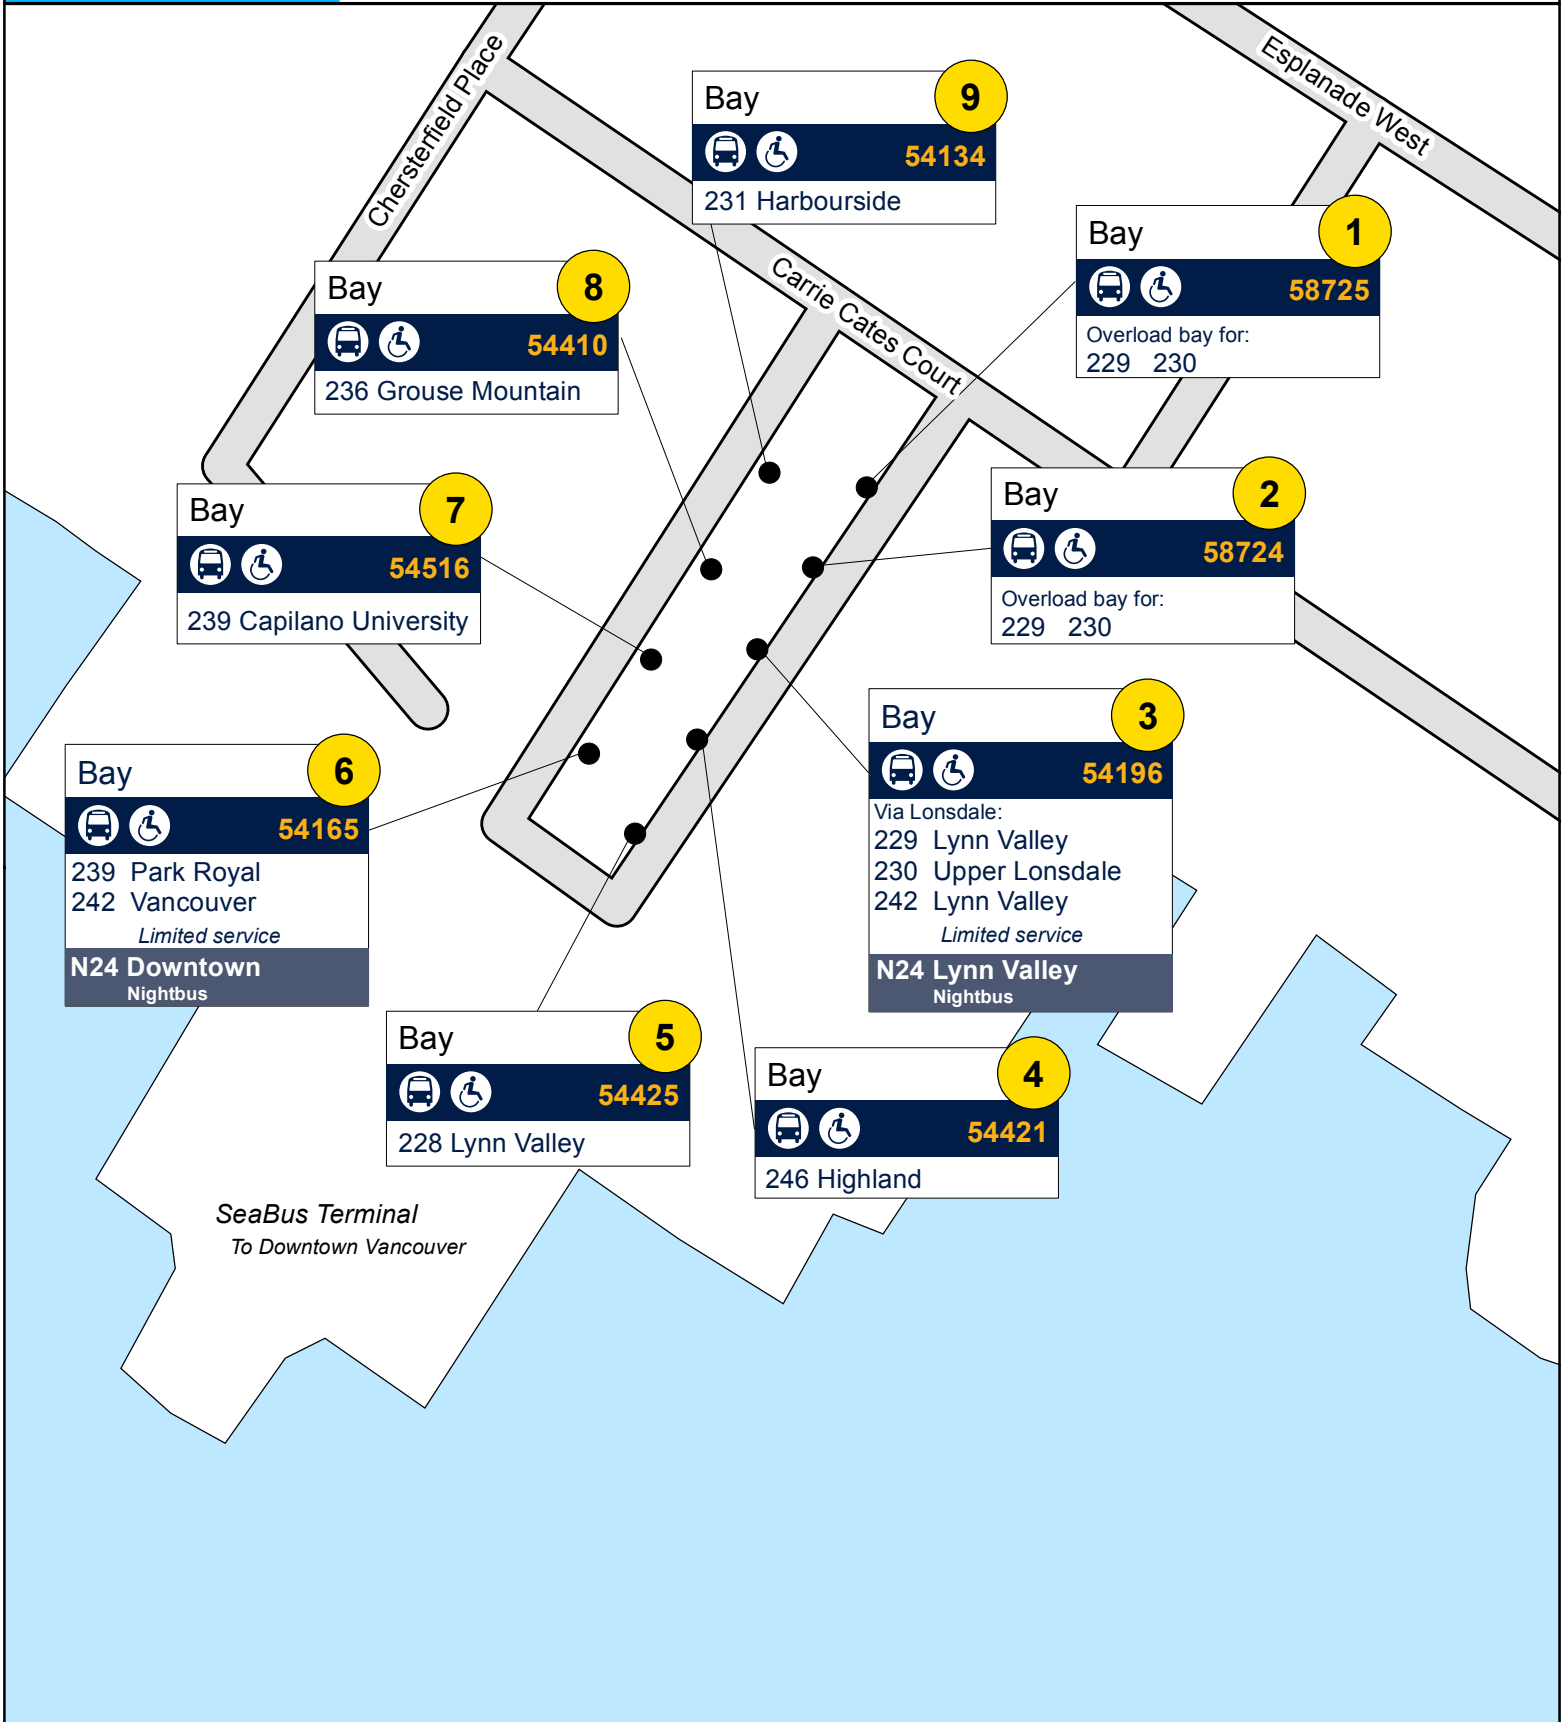 Chersterfield Place
Esplanade West
Carrie Cates Court
Bay 9
54134
231 Harbourside
Bay 1
58725
Overload bay for:
229 230
Bay 8
54410
236 Grouse Mountain
Bay 2
58724
Overload bay for:
229 230
Bay 7
54516
239 Capilano University
Bay 3
54196
Via Lonsdale:
229 Lynn Valley
230 Upper Lonsdale
242 Lynn Valley
Limited service
N24 Lynn Valley
Nightbus
Bay 6
54165
239 Park Royal
242 Vancouver
Limited service
N24 Downtown
Nightbus
Bay 5
54425
228 Lynn Valley
Bay 4
54421
246 Highland
SeaBus Terminal
To Downtown Vancouver